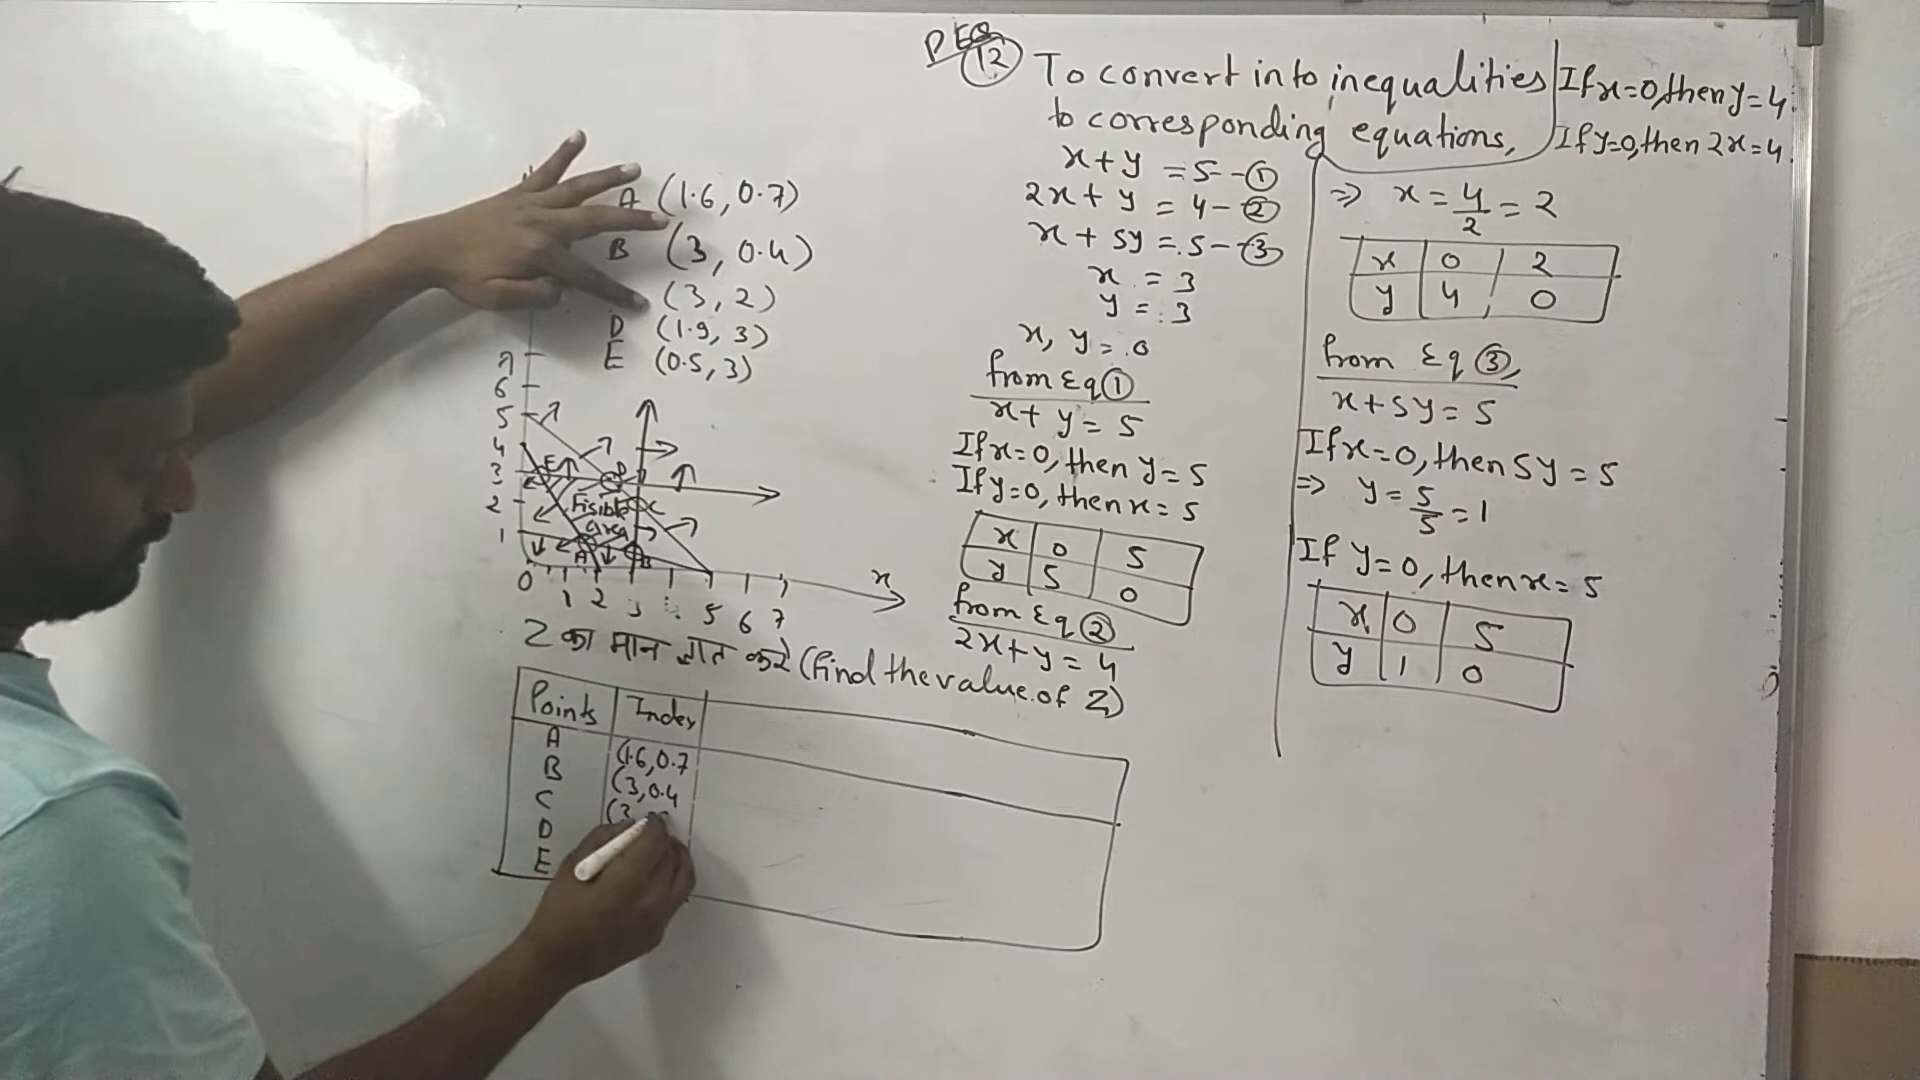 PEQ
12 To convert into inequalities
to corresponding equations,
x + y = 5 - ①
2x + y = 4 - ②
x + 5y = 5 - ③
x = 3
y = 3
x, y = 0
from Eq ①
x + y = 5
If x=0, then y = 5
If y=0, then x = 5
x 0 5
y 5 0
from Eq ②
2x + y = 4
If x=0, then y = 4
If y=0, then 2x = 4
⇒ x = 4/2 = 2
x 0 2
y 4 0
from Eq ③,
x + 5y = 5
If x=0, then 5y = 5
⇒ y = 5/5 = 1
If y=0, then x = 5
x 0 5
y 1 0
A (1.6, 0.7)
B (3, 0.4)
(3, 2)
D (1.9, 3)
E (0.5, 3)
7
6
5
4
3
2
1
E
D
C
Fisible
area
A
B
0 1 2 3 5 6 7
x
Z का मान ज्ञात करे (find the value of Z)
Points Index
A (1.6, 0.7
B (3, 0.4
C (3,
D
E